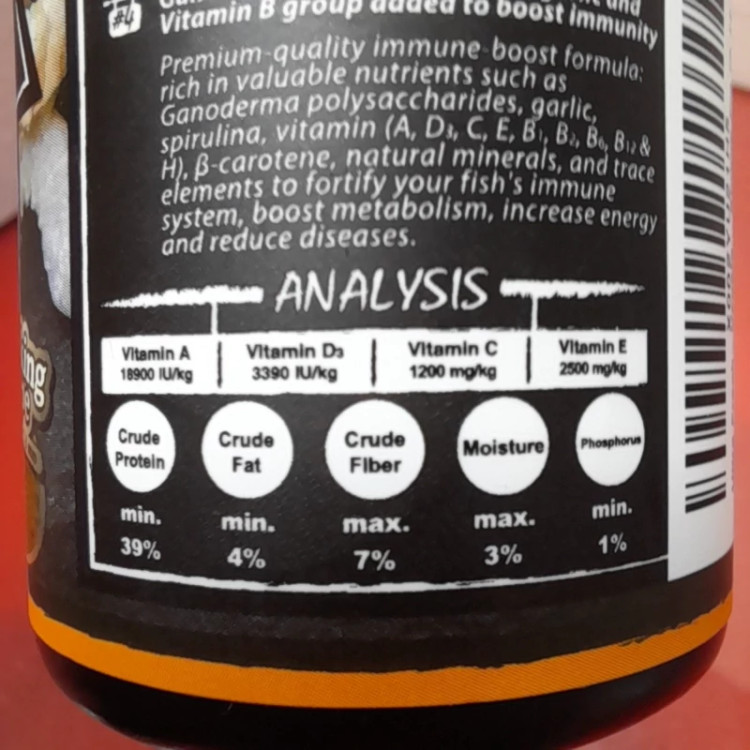 #4
and
Vitamin B group added to boost immunity
Premium-quality immune-boost formula:
rich in valuable nutrients such as
Ganoderma polysaccharides, garlic,
spirulina, vitamin (A, D₃, C, E, B₁, B₂, B₆, B₁₂ &
H), β-carotene, natural minerals, and trace
elements to fortify your fish's immune
system, boost metabolism, increase energy
and reduce diseases.
ANALYSIS
Vitamin A Vitamin D₃ Vitamin C Vitamin E
18900 IU/kg 3390 IU/kg 1200 mg/kg 2500 mg/kg
Crude Crude Crude Moisture Phosphorus
Protein Fat Fiber
min. min. max. max. min.
39% 4% 7% 3% 1%